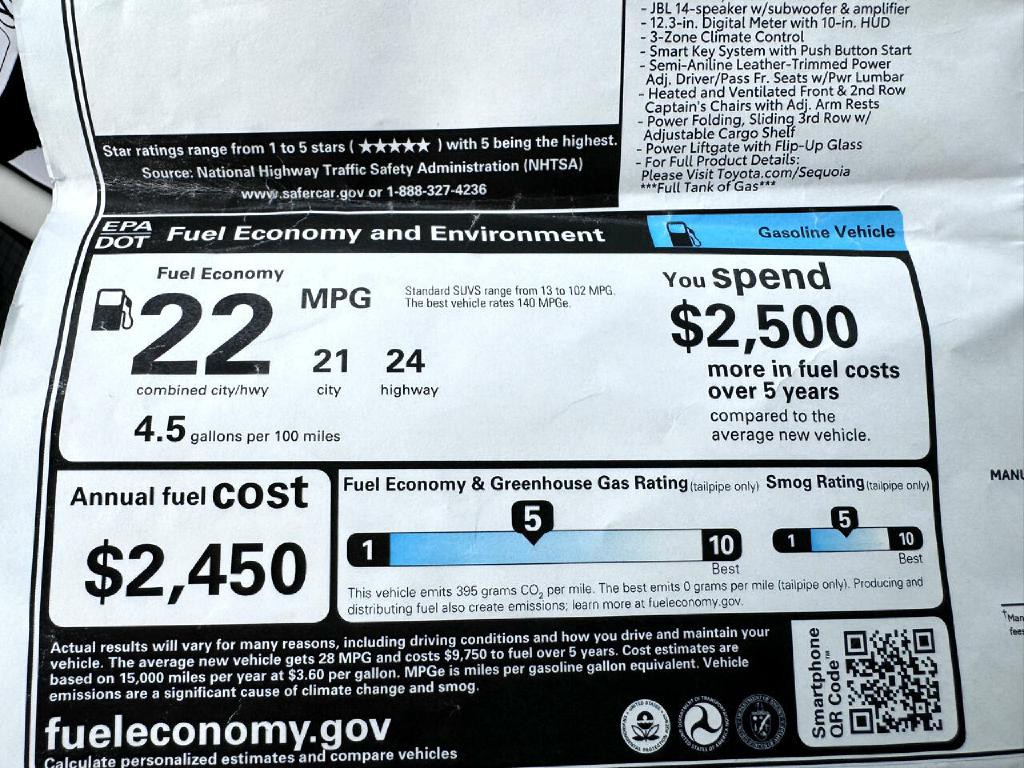 - JBL 14-speaker w/subwoofer & amplifier
- 12.3-in. Digital Meter with 10-in. HUD
- 3-Zone Climate Control
- Smart Key System with Push Button Start
- Semi-Aniline Leather-Trimmed Power
Adj. Driver/Pass Fr. Seats w/Pwr Lumbar
- Heated and Ventilated Front & 2nd Row
Captain's Chairs with Adj. Arm Rests
- Power Folding, Sliding 3rd Row w/
Adjustable Cargo Shelf
- Power Liftgate with Flip-Up Glass
- For Full Product Details:
Please Visit Toyota.com/Sequoia
***Full Tank of Gas***
Star ratings range from 1 to 5 stars (★★★★★) with 5 being the highest.
Source: National Highway Traffic Safety Administration (NHTSA)
www.safercar.gov or 1-888-327-4236
EPA
DOT
Fuel Economy and Environment
Gasoline Vehicle
Fuel Economy
22 MPG
combined city/hwy
21
city
24
highway
4.5 gallons per 100 miles
Standard SUVS range from 13 to 102 MPG.
The best vehicle rates 140 MPGe.
You spend
$2,500
more in fuel costs
over 5 years
compared to the
average new vehicle.
Annual fuel cost
$2,450
Fuel Economy & Greenhouse Gas Rating (tailpipe only)
5
1
10
Best
Smog Rating (tailpipe only)
5
1
10
Best
This vehicle emits 395 grams CO₂ per mile. The best emits 0 grams per mile (tailpipe only). Producing and
distributing fuel also create emissions; learn more at fueleconomy.gov.
MANU
Actual results will vary for many reasons, including driving conditions and how you drive and maintain your
vehicle. The average new vehicle gets 28 MPG and costs $9,750 to fuel over 5 years. Cost estimates are
based on 15,000 miles per year at $3.60 per gallon. MPGe is miles per gasoline gallon equivalent. Vehicle
emissions are a significant cause of climate change and smog.
fueleconomy.gov
Calculate personalized estimates and compare vehicles
Smartphone
QR Code™
†Man
fees